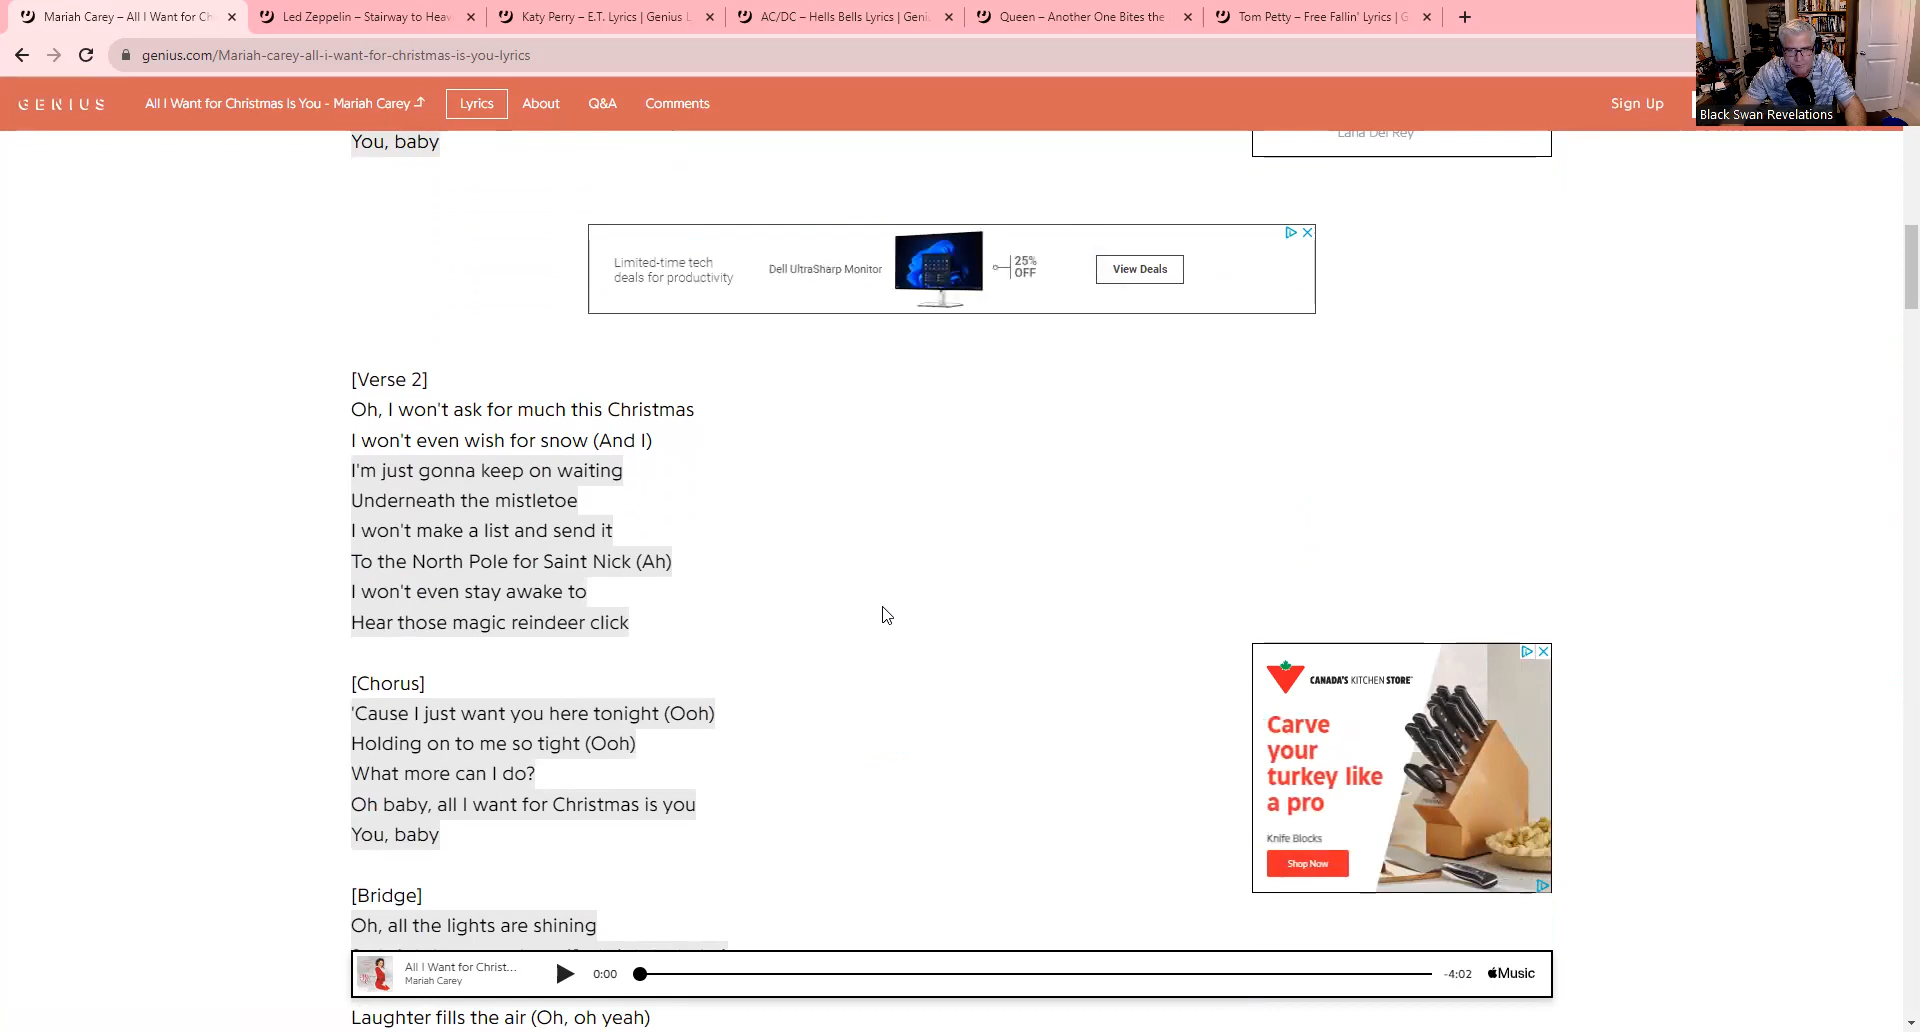 Mariah Carey – All I Want for Ch
Led Zeppelin – Stairway to Heav
Katy Perry – E.T. Lyrics | Genius L
AC/DC – Hells Bells Lyrics | Geni
Queen – Another One Bites the
Tom Petty – Free Fallin' Lyrics | G
genius.com/Mariah-carey-all-i-want-for-christmas-is-you-lyrics
GENIUS
All I Want for Christmas Is You - Mariah Carey
Lyrics
About
Q&A
Comments
Sign Up
Black Swan Revelations
You, baby
Lana Del Rey
Limited-time tech
deals for productivity
Dell UltraSharp Monitor
25%
OFF
View Deals
[Verse 2]
Oh, I won't ask for much this Christmas
I won't even wish for snow (And I)
I'm just gonna keep on waiting
Underneath the mistletoe
I won't make a list and send it
To the North Pole for Saint Nick (Ah)
I won't even stay awake to
Hear those magic reindeer click
[Chorus]
'Cause I just want you here tonight (Ooh)
Holding on to me so tight (Ooh)
What more can I do?
Oh baby, all I want for Christmas is you
You, baby
[Bridge]
Oh, all the lights are shining
CANADA'S KITCHEN STORE
Carve
your
turkey like
a pro
Knife Blocks
Shop Now
All I Want for Christ...
Mariah Carey
0:00
-4:02
Music
Laughter fills the air (Oh, oh yeah)